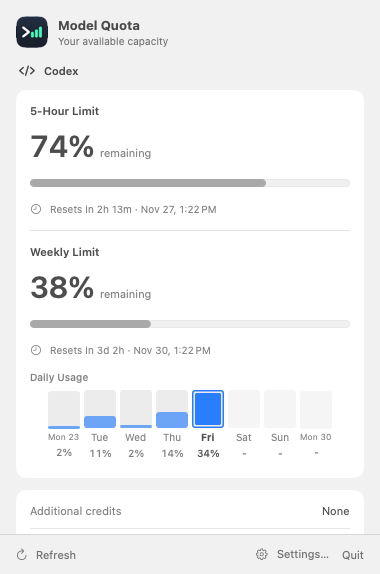 Model Quota
Your available capacity
</> Codex
5-Hour Limit
74% remaining
Resets in 2h 13m · Nov 27, 1:22 PM
Weekly Limit
38% remaining
Resets in 3d 2h · Nov 30, 1:22 PM
Daily Usage
Mon 23 Tue Wed Thu Fri Sat Sun Mon 30
2% 11% 2% 14% 34% - - -
Additional credits None
Refresh Settings... Quit